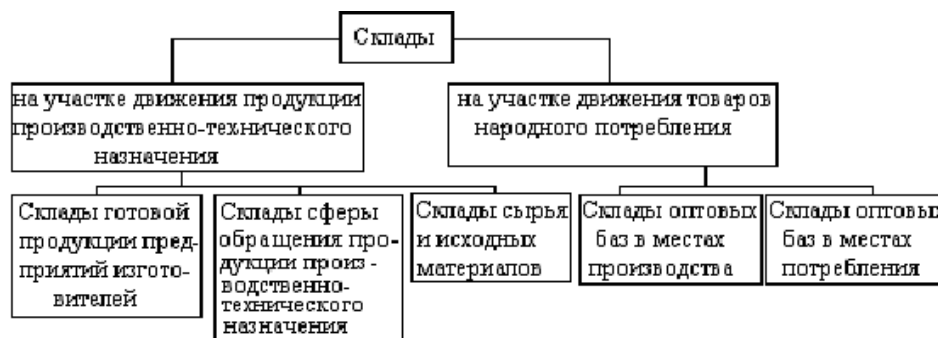 Склады
на участке движения продукции
производственно-технического
назначения
на участке движения товаров
народного потребления
Склады готовой
продукции пред-
приятий изгото-
вителей
Склады сферы
обращения про-
дукции произ-
водственно-
технического
назначения
Склады сырья
и исходных
материалов
Склады оптовых
баз в местах
производства
Склады оптовых
баз в местах
потребления